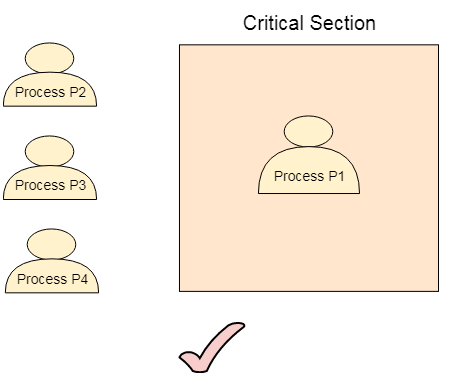 Critical Section
Process P2
Process P1
Process P3
Process P4